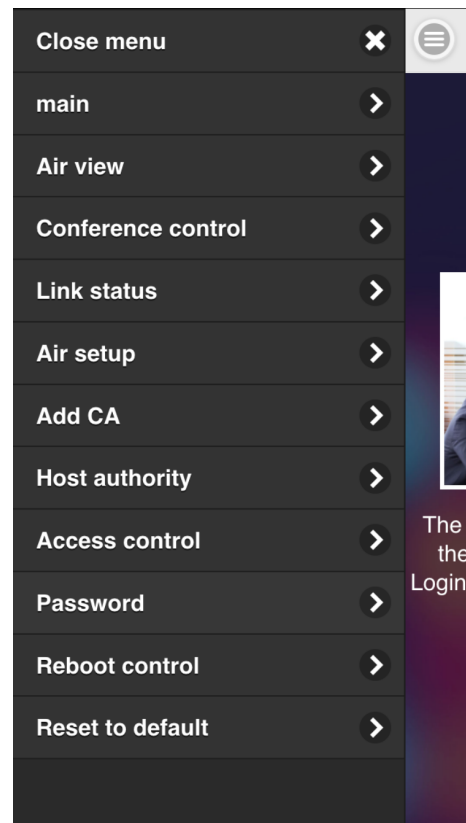 Close menu
main
Air view
Conference control
Link status
Air setup
Add CA
Host authority
Access control
Password
Reboot control
Reset to default
The
the
Login